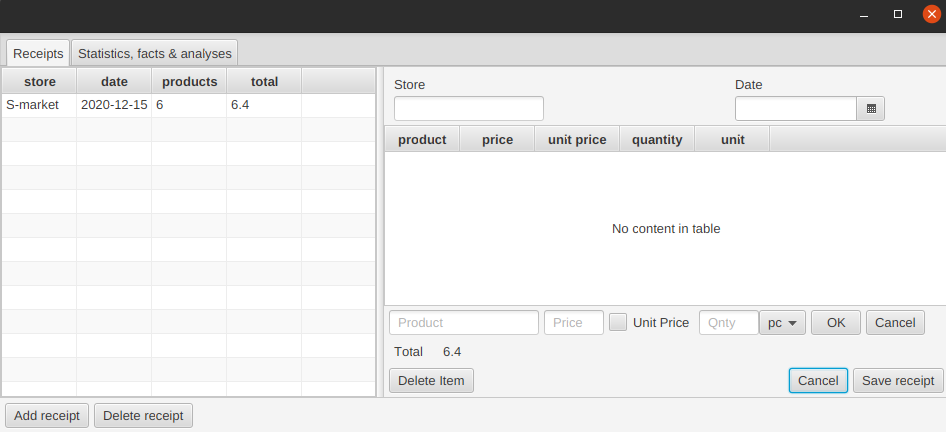 Receipts Statistics, facts & analyses
store date products total
S-market 2020-12-15 6 6.4
Store Date
product price unit price quantity unit
No content in table
Product Price Unit Price Qnty pc OK Cancel
Total 6.4
Delete Item Cancel Save receipt
Add receipt Delete receipt